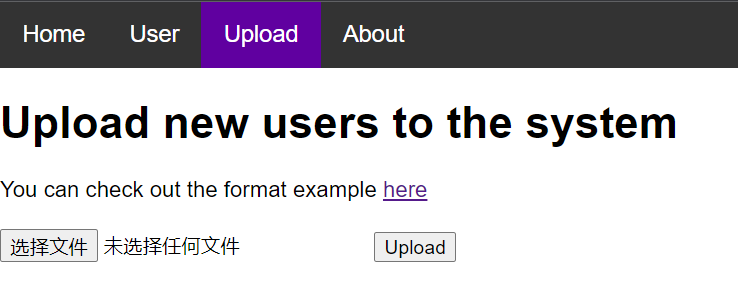 Home User Upload About
Upload new users to the system
You can check out the format example here
选择文件 未选择任何文件 Upload